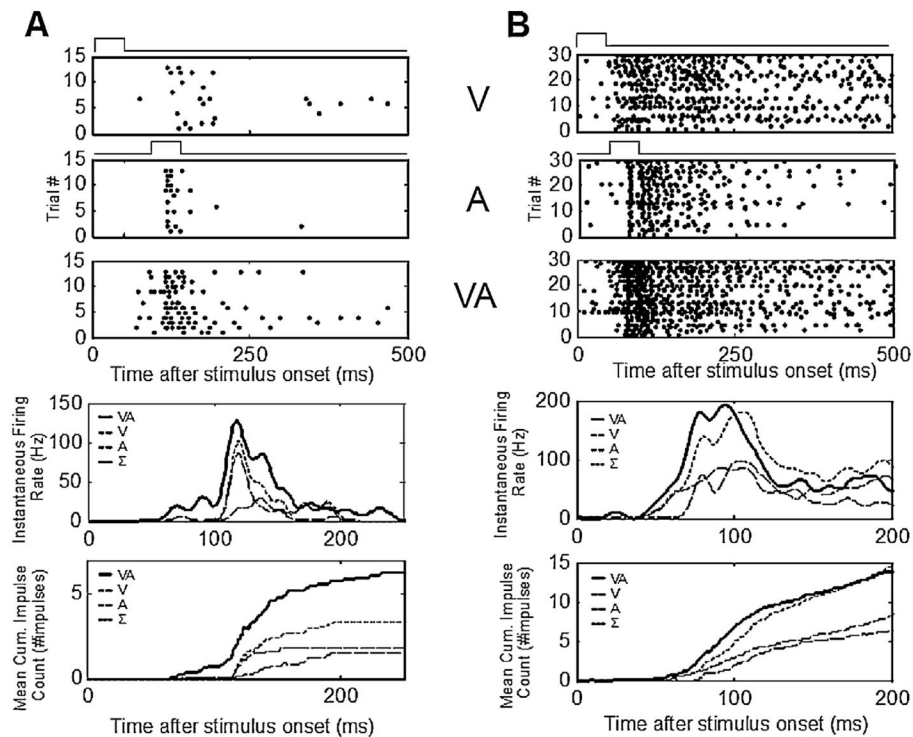 A
B
15
10
5
0
V
30
20
10
0
Trial #
15
10
5
0
A
Trial #
30
20
10
0
15
10
5
0
VA
30
20
10
0
0 250 500
Time after stimulus onset (ms)
0 250 500
Time after stimulus onset (ms)
Instantaneous Firing
Rate (Hz)
150
100
50
0
VA
V
A
Σ
0 100 200
Instantaneous Firing
Rate (Hz)
200
100
0
VA
V
A
Σ
0 100 200
Mean Cum. Impulse
Count (#impulses)
5
0
VA
V
A
Σ
0 100 200
Time after stimulus onset (ms)
Mean Cum. Impulse
Count (#impulses)
15
10
5
0
VA
V
A
Σ
0 100 200
Time after stimulus onset (ms)